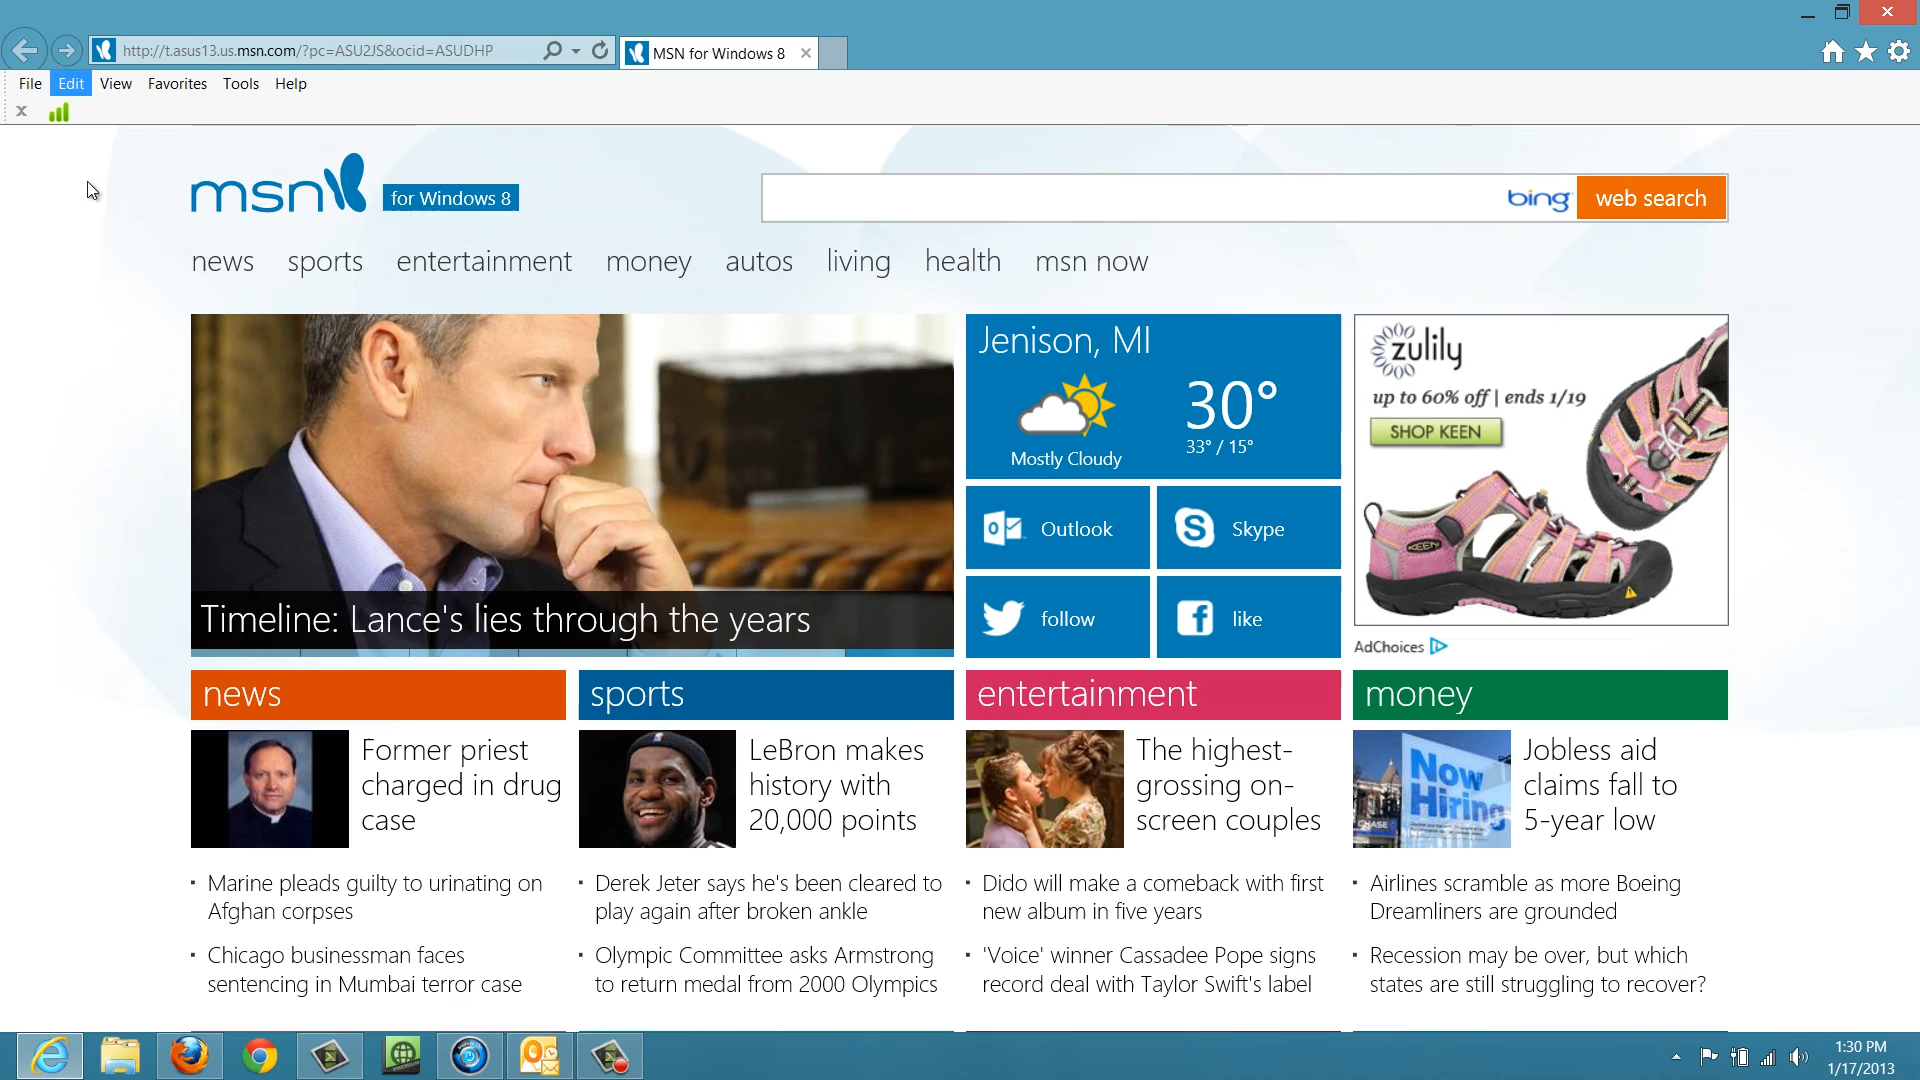 http://t.asus13.us.msn.com/?pc=ASU2JS&ocid=ASUDHP
MSN for Windows 8
File Edit View Favorites Tools Help
msn for Windows 8
bing web search
news sports entertainment money autos living health msn now
Timeline: Lance's lies through the years
Jenison, MI
30°
33° / 15°
Mostly Cloudy
Outlook
Skype
follow
like
zulily
up to 60% off | ends 1/19
SHOP KEEN
KEEN
AdChoices
news
Former priest
charged in drug
case
Marine pleads guilty to urinating on
Afghan corpses
Chicago businessman faces
sentencing in Mumbai terror case
sports
LeBron makes
history with
20,000 points
Derek Jeter says he's been cleared to
play again after broken ankle
Olympic Committee asks Armstrong
to return medal from 2000 Olympics
entertainment
The highest-
grossing on-
screen couples
Dido will make a comeback with first
new album in five years
'Voice' winner Cassadee Pope signs
record deal with Taylor Swift's label
money
Now
Hiring
CHASE
Jobless aid
claims fall to
5-year low
Airlines scramble as more Boeing
Dreamliners are grounded
Recession may be over, but which
states are still struggling to recover?
1:30 PM
1/17/2013